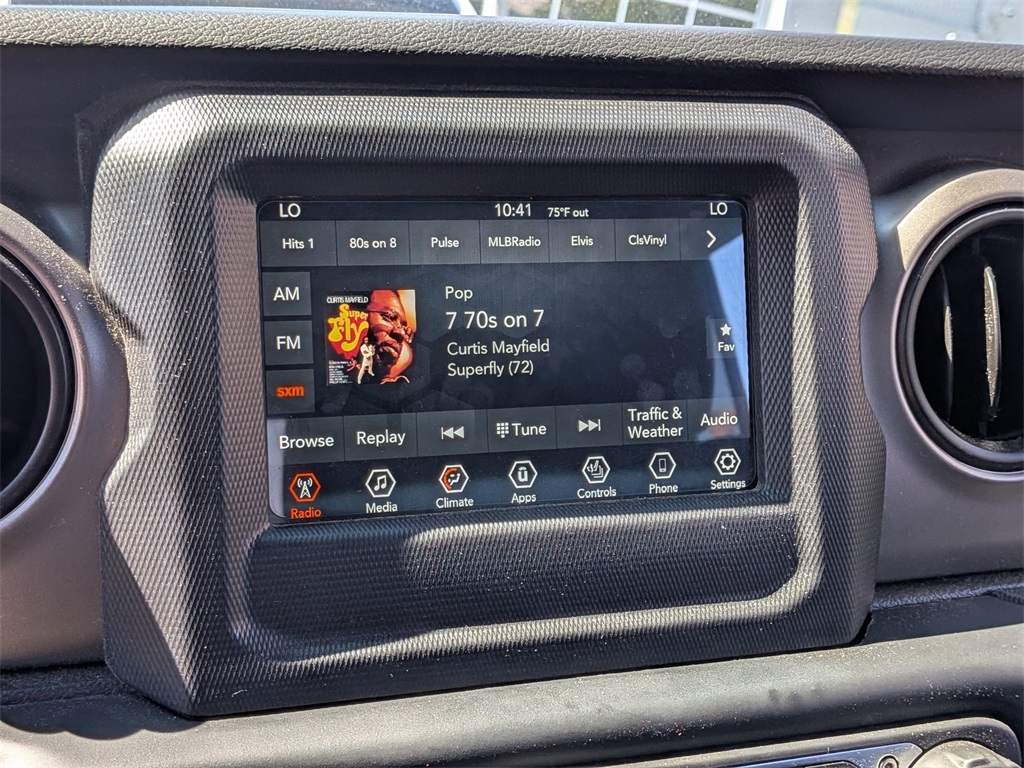 LO 10:41 75°F out LO
Hits 1 80s on 8 Pulse MLBRadio Elvis ClsVinyl
AM
FM
sxm
CURTIS MAYFIELD
Super
Fly
Pop
7 70s on 7
Curtis Mayfield
Superfly (72)
Fav
Browse Replay Tune Traffic & Weather Audio
Radio Media Climate Apps Controls Phone Settings